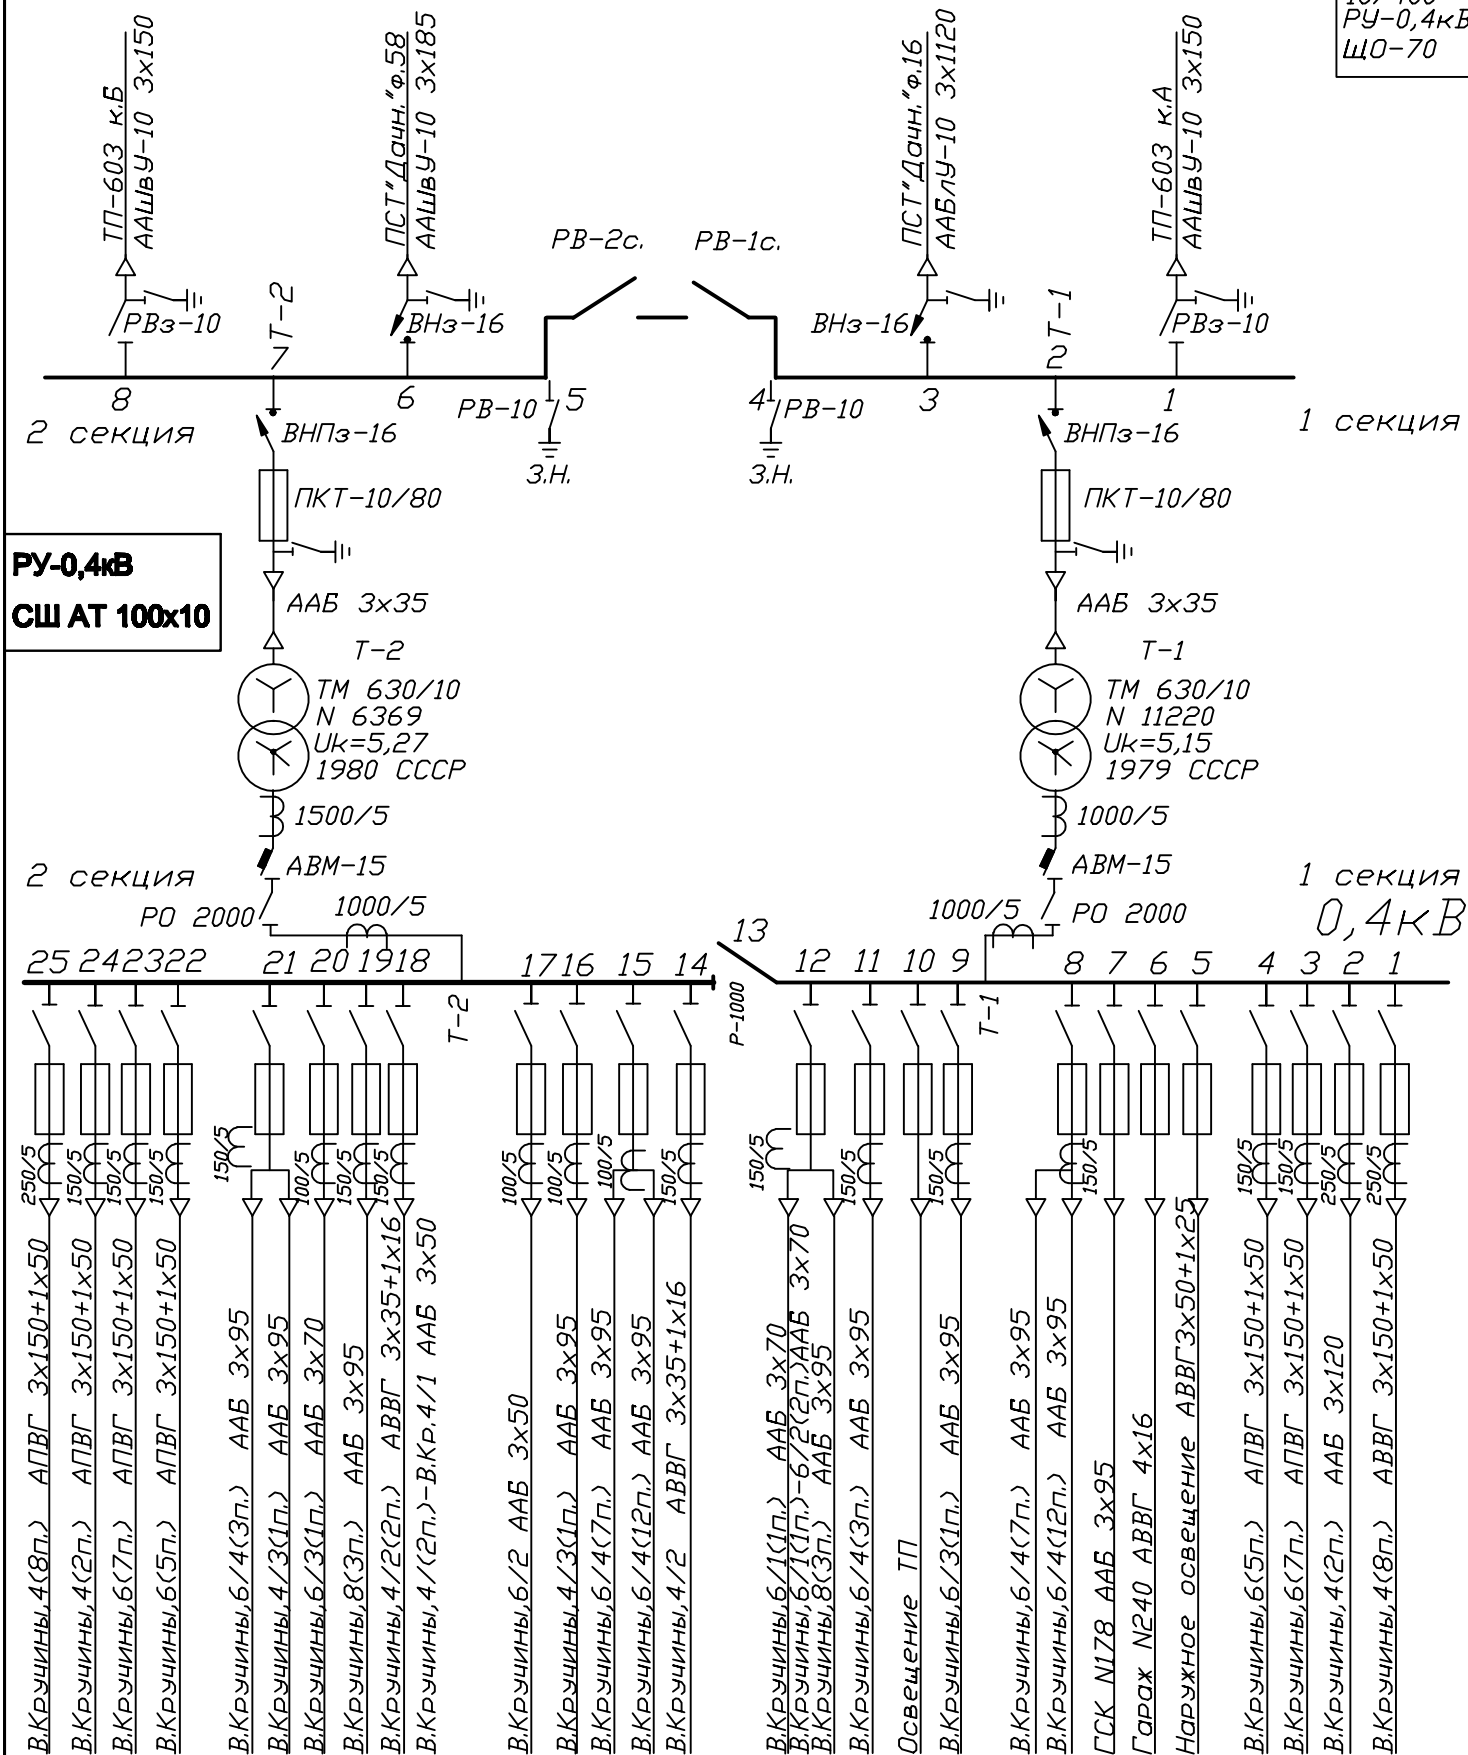 РУ-0,4кВ
ЩО-70
ТП-603 к.Б
ААШвУ-10 3х150
ПСТ"Дачн."ф.58
ААШвУ-10 3х185
ПСТ"Дачн."ф.16
ААБлУ-10 3х1120
ТП-603 к.А
ААШвУ-10 3х150
РВ-2с.
РВ-1с.
РВз-10
Т-2
ВНз-16
ВНз-16
Т-1
РВз-10
8
7
6
5
4
3
2
1
РВ-10
РВ-10
2 секция
1 секция
ВНПз-16
ВНПз-16
З.Н.
З.Н.
ПКТ-10/80
ПКТ-10/80
РУ-0,4кВ
СШ АТ 100х10
ААБ 3х35
ААБ 3х35
Т-2
ТМ 630/10
N 6369
Uk=5,27
1980 СССР
Т-1
ТМ 630/10
N 11220
Uk=5,15
1979 СССР
1500/5
1000/5
АВМ-15
АВМ-15
2 секция
1 секция
0,4кВ
РО 2000
1000/5
1000/5
РО 2000
25 24 23 22 21 20 19 18 17 16 15 14 13 12 11 10 9 8 7 6 5 4 3 2 1
Т-2
Р-1000
Т-1
250/5
150/5
150/5
150/5
150/5
100/5
150/5
150/5
100/5
100/5
100/5
150/5
150/5
150/5
150/5
150/5
150/5
150/5
250/5
250/5
В.Кручины,4(8п.) АПВГ 3х150+1х50
В.Кручины,4(2п.) АПВГ 3х150+1х50
В.Кручины,6(7п.) АПВГ 3х150+1х50
В.Кручины,6(5п.) АПВГ 3х150+1х50
В.Кручины,6/4(3п.) ААБ 3х95
В.Кручины,4/3(1п.) ААБ 3х95
В.Кручины,6/3(1п.) ААБ 3х70
В.Кручины,8(3п.) ААБ 3х95
В.Кручины,4/2(2п.) АВВГ 3х35+1х16
В.Кручины,4/(2п.)-В.Кр.4/1 ААБ 3х50
В.Кручины,6/2 ААБ 3х50
В.Кручины,4/3(1п.) ААБ 3х95
В.Кручины,6/4(7п.) ААБ 3х95
В.Кручины,6/4(12п.) ААБ 3х95
В.Кручины,4/2 АВВГ 3х35+1х16
В.Кручины,6/1(1п.) ААБ 3х70
В.Кручины,6/1(1п.)-6/2(2п.)ААБ 3х70
В.Кручины,8(3п.) ААБ 3х95
В.Кручины,6/4(3п.) ААБ 3х95
Освещение ТП
В.Кручины,6/3(1п.) ААБ 3х95
В.Кручины,6/4(7п.) ААБ 3х95
В.Кручины,6/4(12п.) ААБ 3х95
ГСК N178 ААБ 3х95
Гараж N240 АВВГ 4х16
Наружное освещение АВВГ3х50+1х25
В.Кручины,6(5п.) АПВГ 3х150+1х50
В.Кручины,6(7п.) АПВГ 3х150+1х50
В.Кручины,4(2п.) ААБ 3х120
В.Кручины,4(8п.) АВВГ 3х150+1х50